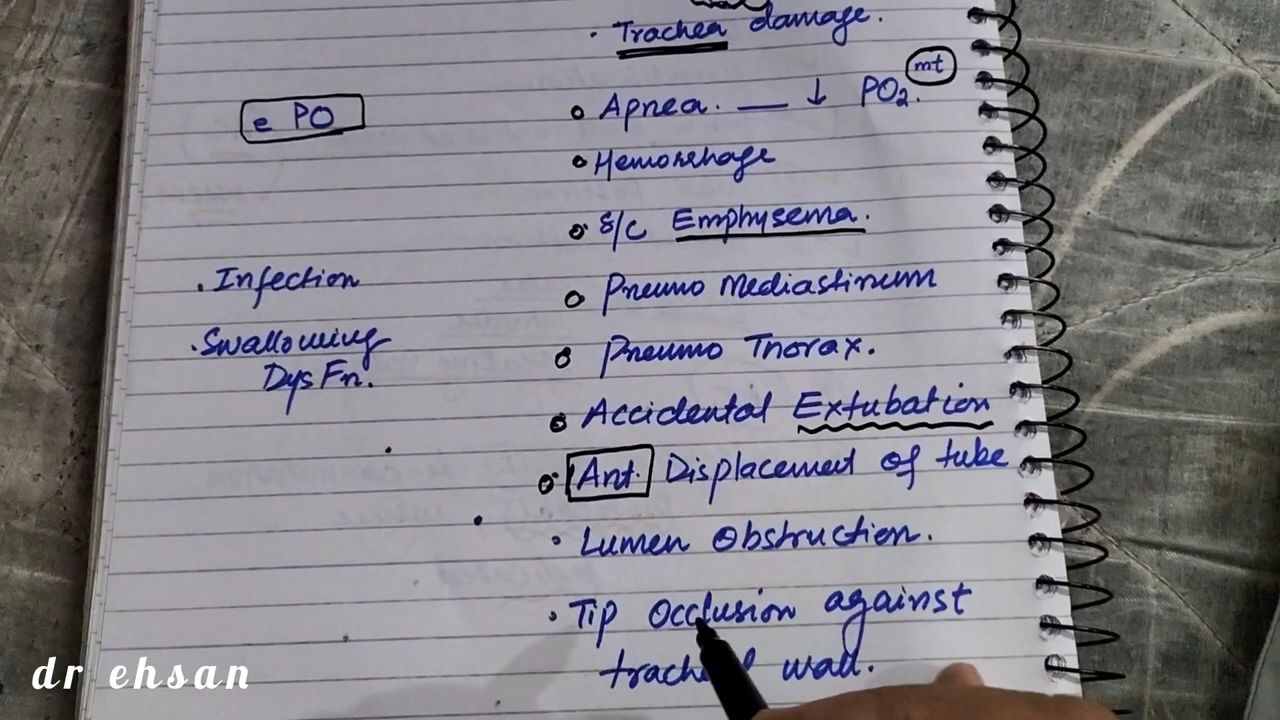 • Trachea damage.
o Apnea. — ↓ PO2. mt
o Hemorrhage
o S/C Emphysema.
o Pneumo Mediastinum
o Pneumo Thorax.
o Accidental Extubation
o Ant. Displacement of tube
• Lumen Obstruction.
• Tip occlusion against
wall.
e PO
• Infection
• Swallowing
Dys Fn.
dr ehsan